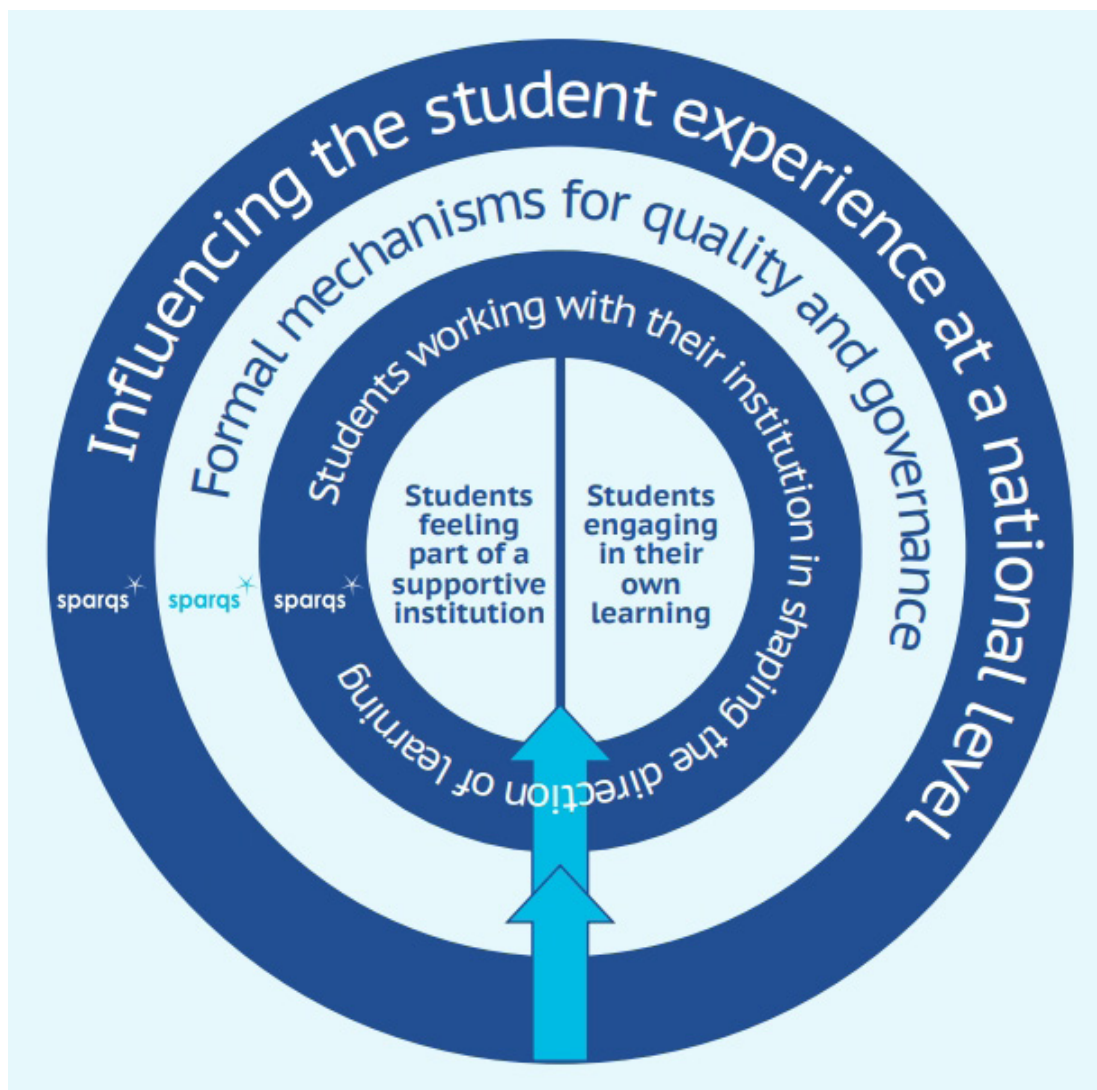 Influencing the student experience at a national level
Formal mechanisms for quality and governance
Students working with their institution in shaping the direction of learning
Students
feeling
part of a
supportive
institution
Students
engaging
in their
own
learning
sparqs
sparqs
sparqs